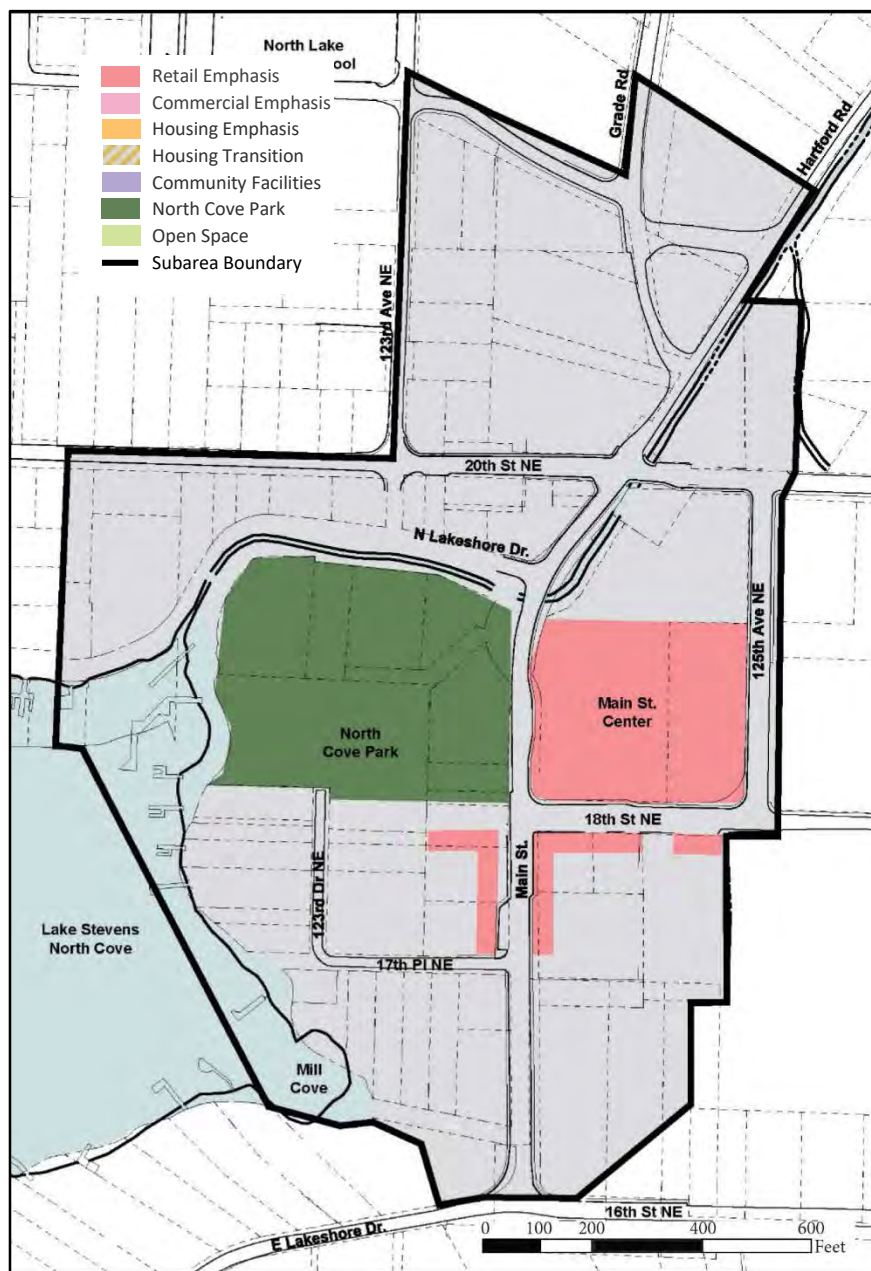 North Lake
ool
Retail Emphasis
Commercial Emphasis
Housing Emphasis
Housing Transition
Community Facilities
North Cove Park
Open Space
Subarea Boundary
Grade Rd
Hartford Rd
123rd Ave NE
20th St NE
N Lakeshore Dr.
125th Ave NE
Main St.
Center
North
Cove Park
18th St NE
Main St.
123rd Dr NE
Lake Stevens
North Cove
17th Pl NE
Mill
Cove
16th St NE
E Lakeshore Dr.
0 100 200 400 600
Feet